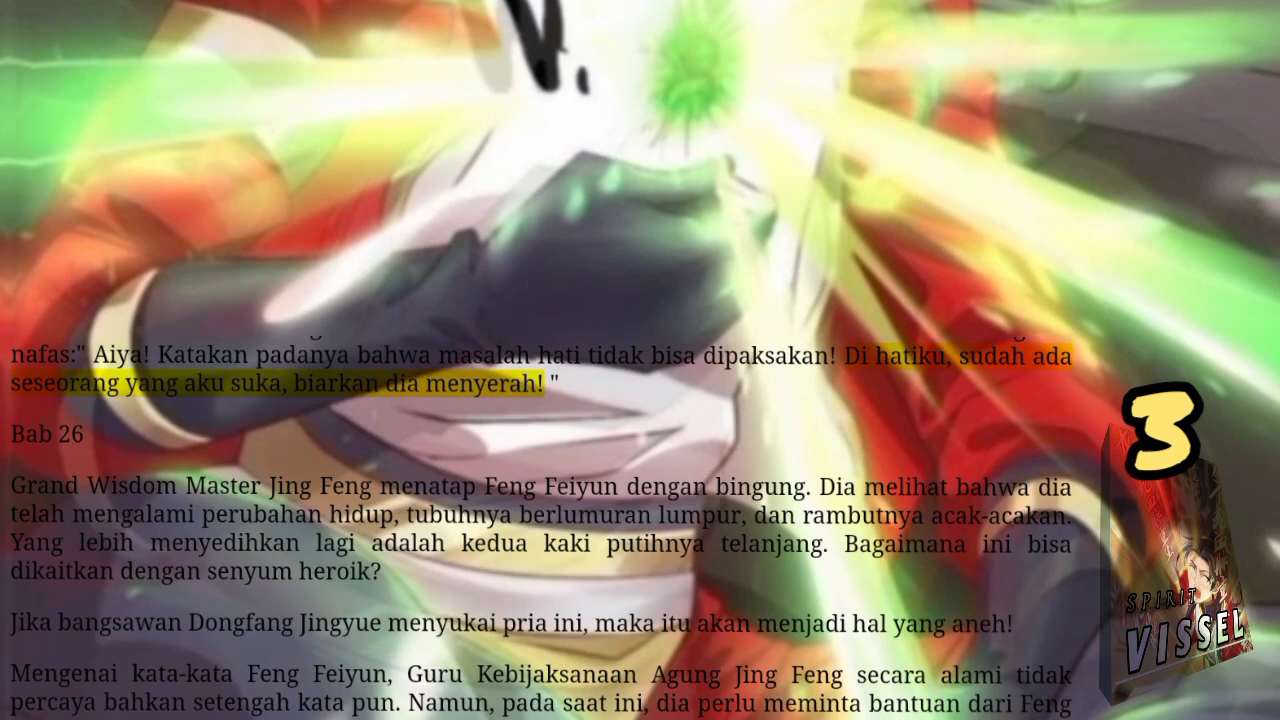 nafas:" Aiya! Katakan padanya bahwa masalah hati tidak bisa dipaksakan! Di hatiku, sudah ada
seseorang yang aku suka, biarkan dia menyerah! "
Bab 26
Grand Wisdom Master Jing Feng menatap Feng Feiyun dengan bingung. Dia melihat bahwa dia
telah mengalami perubahan hidup, tubuhnya berlumuran lumpur, dan rambutnya acak-acakan.
Yang lebih menyedihkan lagi adalah kedua kaki putihnya telanjang. Bagaimana ini bisa
dikaitkan dengan senyum heroik?
Jika bangsawan Dongfang Jingyue menyukai pria ini, maka itu akan menjadi hal yang aneh!
Mengenai kata-kata Feng Feiyun, Guru Kebijaksanaan Agung Jing Feng secara alami tidak
percaya bahkan setengah kata pun. Namun, pada saat ini, dia perlu meminta bantuan dari Feng
3
SPIRIT
VISSEL